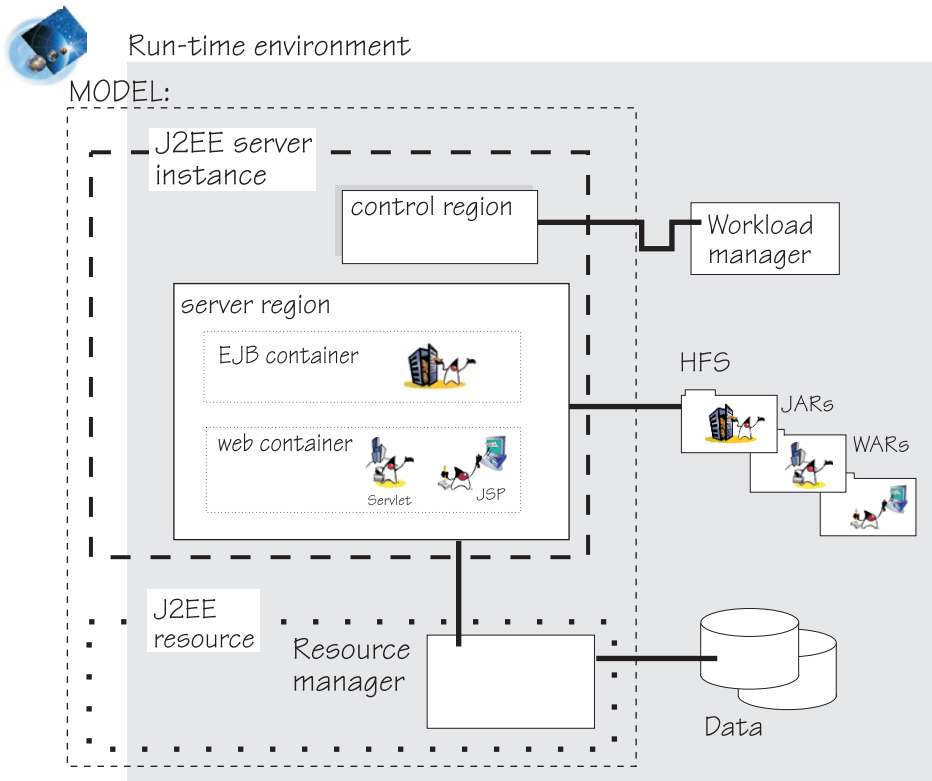 Run-time environment
MODEL:
J2EE server
instance
control region
Workload
manager
server region
EJB container
HFS
JARs
web container
WARs
Servlet
JSP
J2EE
resource
Resource
manager
Data